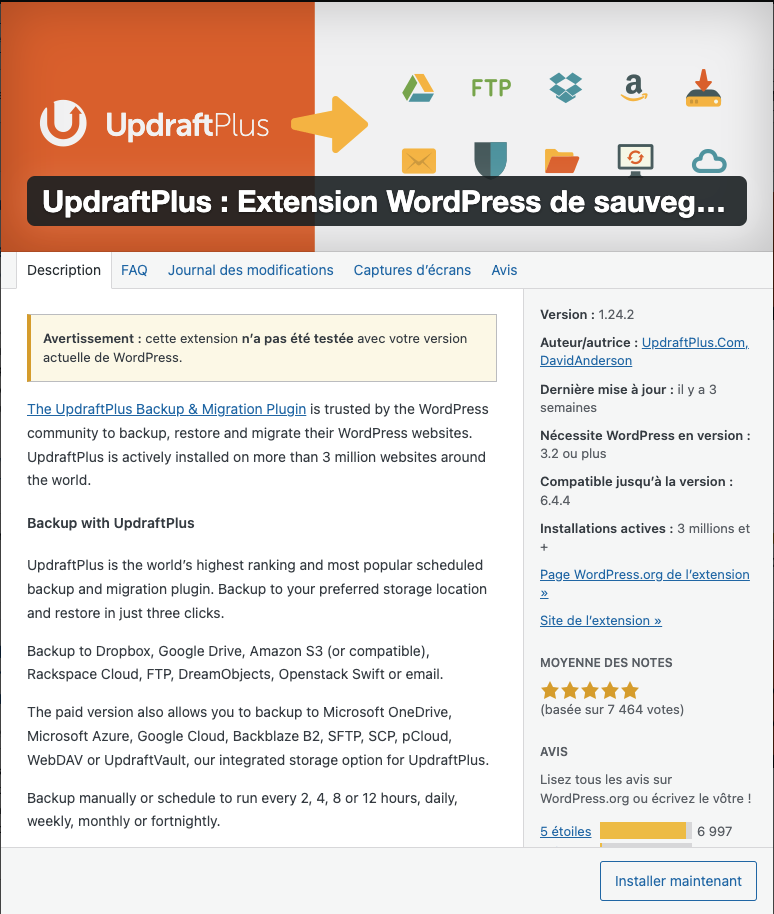 UpdraftPlus
FTP
a
UpdraftPlus : Extension WordPress de sauveg...
Description
FAQ
Journal des modifications
Captures d’écrans
Avis
Avertissement : cette extension n’a pas été testée avec votre version
actuelle de WordPress.
The UpdraftPlus Backup & Migration Plugin is trusted by the WordPress
community to backup, restore and migrate their WordPress websites.
UpdraftPlus is actively installed on more than 3 million websites around
the world.
Backup with UpdraftPlus
UpdraftPlus is the world’s highest ranking and most popular scheduled
backup and migration plugin. Backup to your preferred storage location
and restore in just three clicks.
Backup to Dropbox, Google Drive, Amazon S3 (or compatible),
Rackspace Cloud, FTP, DreamObjects, Openstack Swift or email.
The paid version also allows you to backup to Microsoft OneDrive,
Microsoft Azure, Google Cloud, Backblaze B2, SFTP, SCP, pCloud,
WebDAV or UpdraftVault, our integrated storage option for UpdraftPlus.
Backup manually or schedule to run every 2, 4, 8 or 12 hours, daily,
weekly, monthly or fortnightly.
Version : 1.24.2
Auteur/autrice : UpdraftPlus.Com,
DavidAnderson
Dernière mise à jour : il y a 3
semaines
Nécessite WordPress en version :
3.2 ou plus
Compatible jusqu’à la version :
6.4.4
Installations actives : 3 millions et
+
Page WordPress.org de l’extension
»
Site de l’extension »
MOYENNE DES NOTES
(basée sur 7 464 votes)
AVIS
Lisez tous les avis sur
WordPress.org ou écrivez le vôtre !
5 étoiles 6 997
Installer maintenant